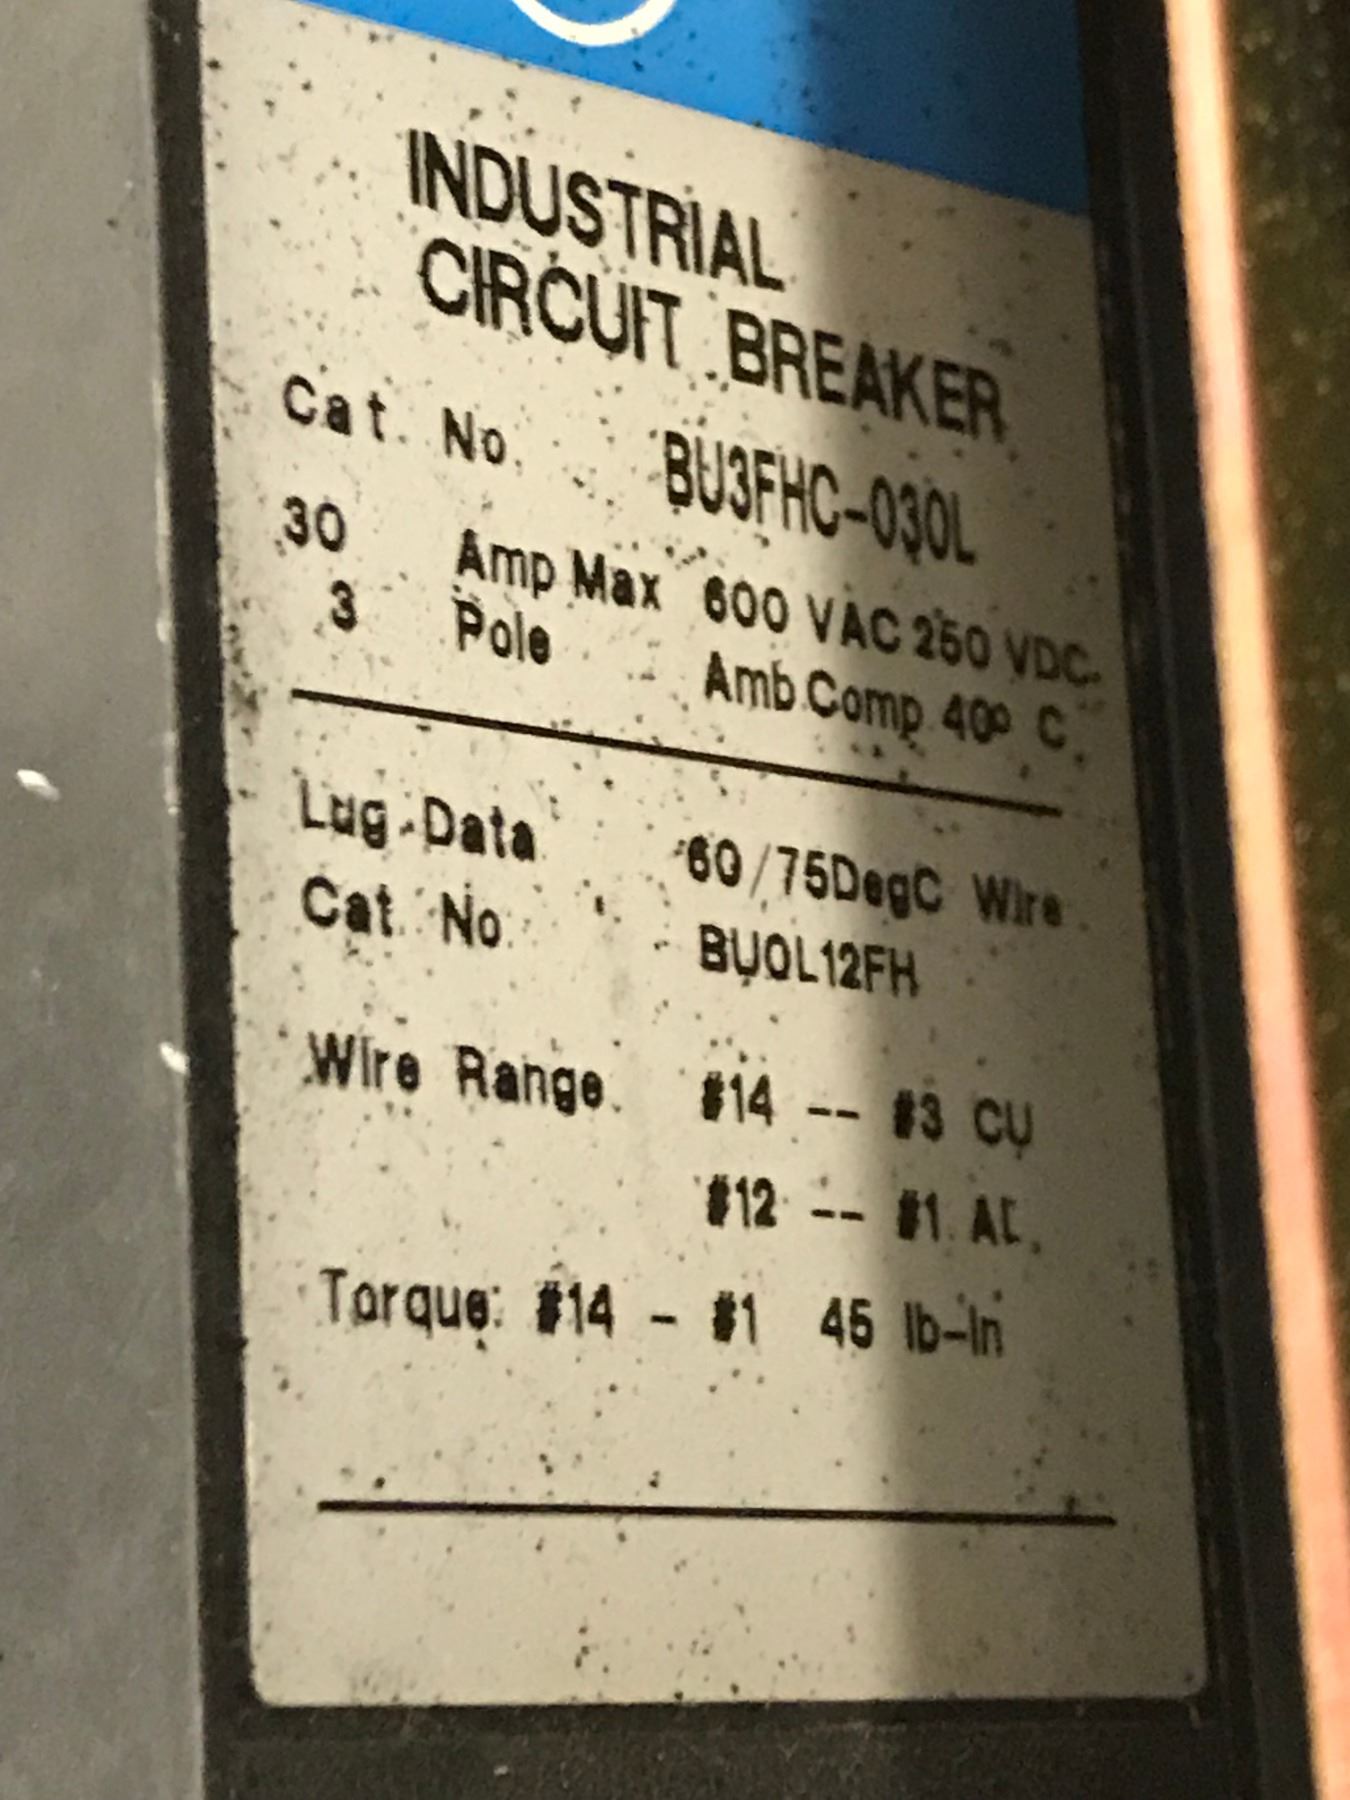 INDUSTRIAL
CIRCUIT BREAKER
Cat. No. BU3FHC-030L
30 Amp Max 600 VAC 250 VDC
3 Pole Amb.Comp. 40º C
Lug Data 60/75DegC Wire
Cat. No BUOL12FH
Wire Range #14 -- #3 CU
#12 -- #1 AL
Torque: #14 - #1 45 lb-in